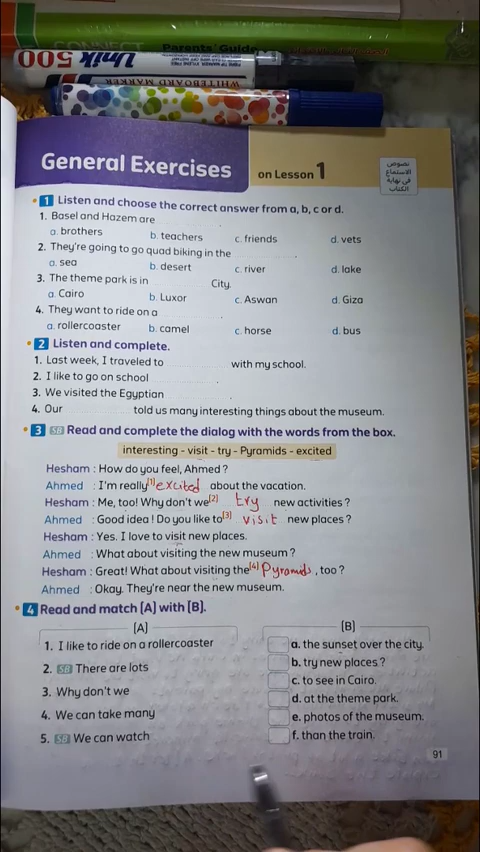 CONNECT Parents' Guide
Unik 500
WHITEBOARD MARKER
General Exercises on Lesson 1
نصوص
الاستماع
في نهاية
الكتاب
1 Listen and choose the correct answer from a, b, c or d.
1. Basel and Hazem are
a. brothers b. teachers c. friends d. vets
2. They're going to go quad biking in the
a. sea b. desert c. river d. lake
3. The theme park is in City.
a. Cairo b. Luxor c. Aswan d. Giza
4. They want to ride on a
a. rollercoaster b. camel c. horse d. bus
2 Listen and complete.
1. Last week, I traveled to with my school.
2. I like to go on school
3. We visited the Egyptian
4. Our told us many interesting things about the museum.
3 SB Read and complete the dialog with the words from the box.
interesting - visit - try - Pyramids - excited
Hesham : How do you feel, Ahmed ?
Ahmed : I'm really (1) excited about the vacation.
Hesham : Me, too! Why don't we (2) try new activities ?
Ahmed : Good idea ! Do you like to (3) visit new places ?
Hesham : Yes. I love to visit new places.
Ahmed : What about visiting the new museum ?
Hesham : Great! What about visiting the (4) Pyramids , too ?
Ahmed : Okay. They're near the new museum.
4 Read and match (A) with (B).
(A) (B)
1. I like to ride on a rollercoaster a. the sunset over the city.
2. SB There are lots b. try new places ?
3. Why don't we c. to see in Cairo.
4. We can take many d. at the theme park.
5. SB We can watch e. photos of the museum.
f. than the train.
91